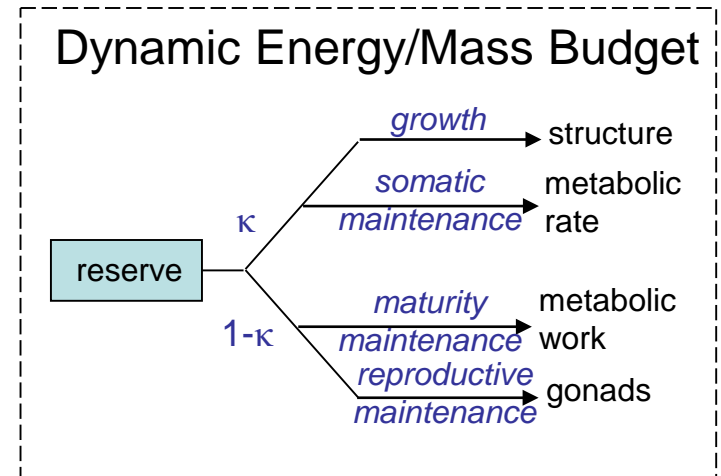 Dynamic Energy/Mass Budget
growth
structure
somatic
maintenance
metabolic
rate
κ
reserve
1-κ
maturity
maintenance
metabolic
work
reproductive
maintenance
gonads